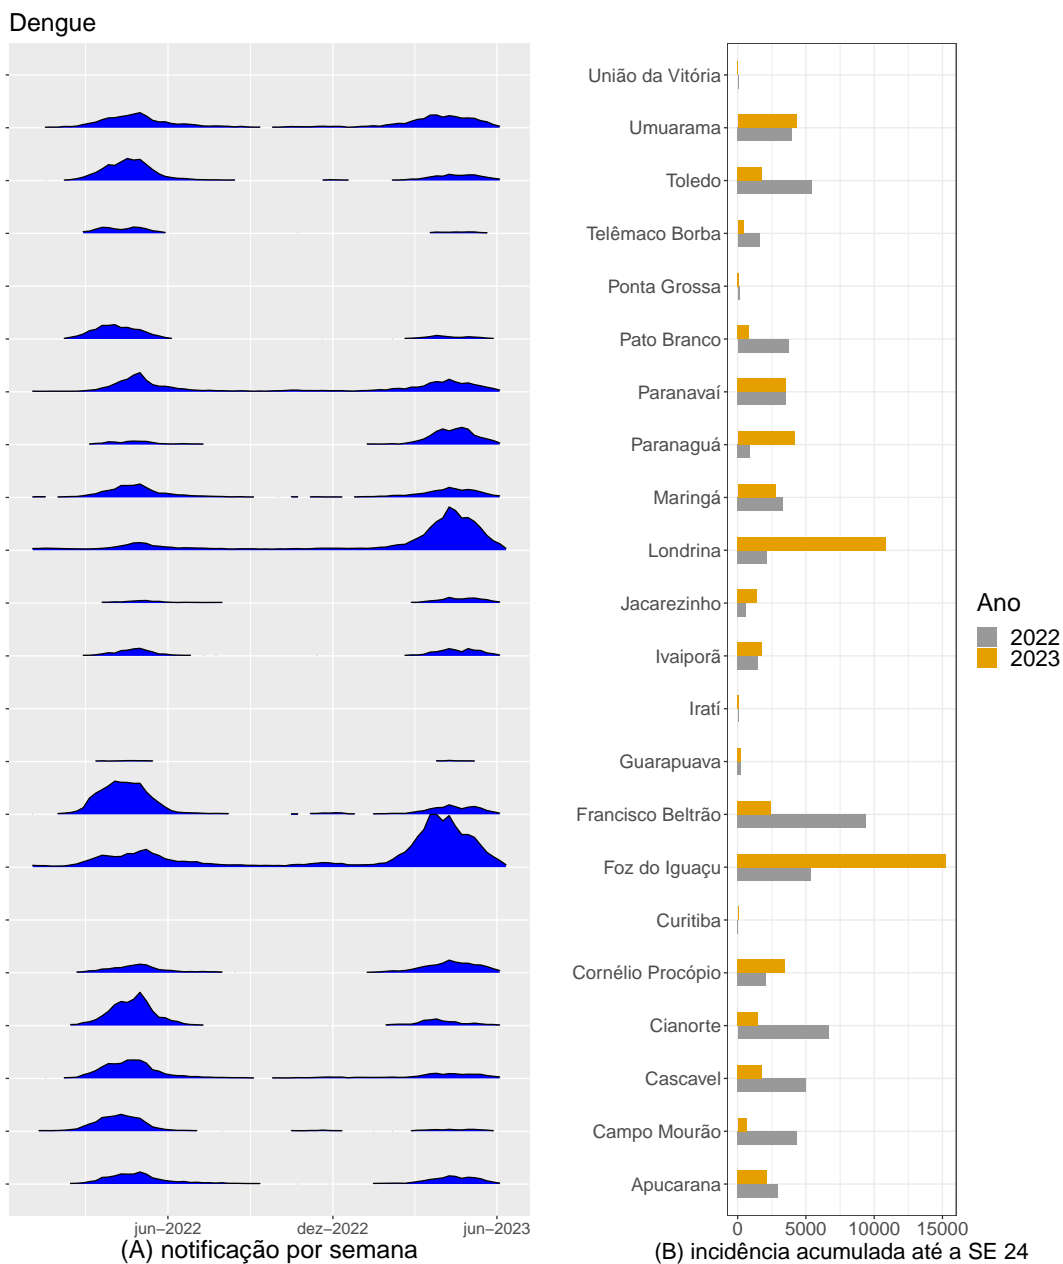 Dengue
União da Vitória
Umuarama
Toledo
Telêmaco Borba
Ponta Grossa
Pato Branco
Paranavaí
Paranaguá
Maringá
Londrina
Jacarezinho
Ivaiporã
Iratí
Guarapuava
Francisco Beltrão
Foz do Iguaçu
Curitiba
Cornélio Procópio
Cianorte
Cascavel
Campo Mourão
Apucarana
Ano
2022
2023
jun–2022 dez–2022 jun–2023
(A) notificação por semana
0 5000 10000 15000
(B) incidência acumulada até a SE 24